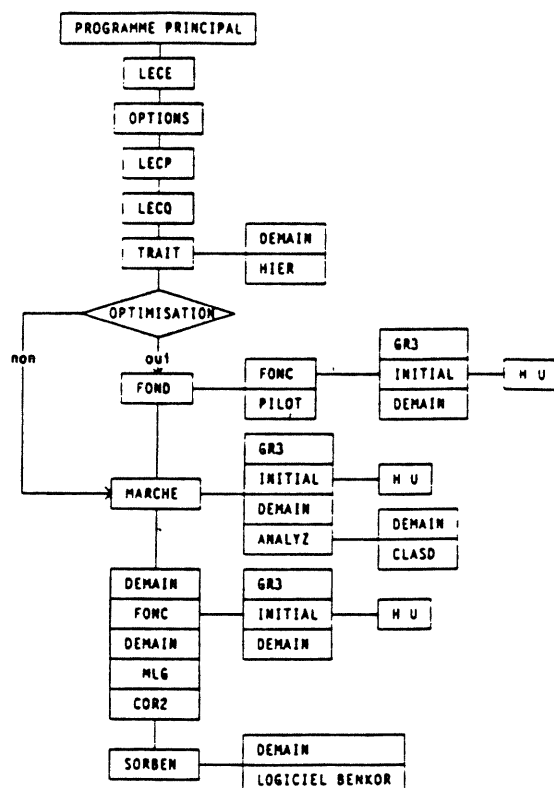 PROGRAMME PRINCIPAL
LECE
OPTIONS
LECP
LECQ
TRAIT
DEMAIN
HIER
OPTIMISATION
non
oui
FOND
FONC
PILOT
GR3
INITIAL
DEMAIN
H U
MARCHE
GR3
INITIAL
DEMAIN
ANALYZ
H U
DEMAIN
CLASD
DEMAIN
FONC
DEMAIN
MLG
COR2
GR3
INITIAL
DEMAIN
H U
SORBEN
DEMAIN
LOGICIEL BENKOR